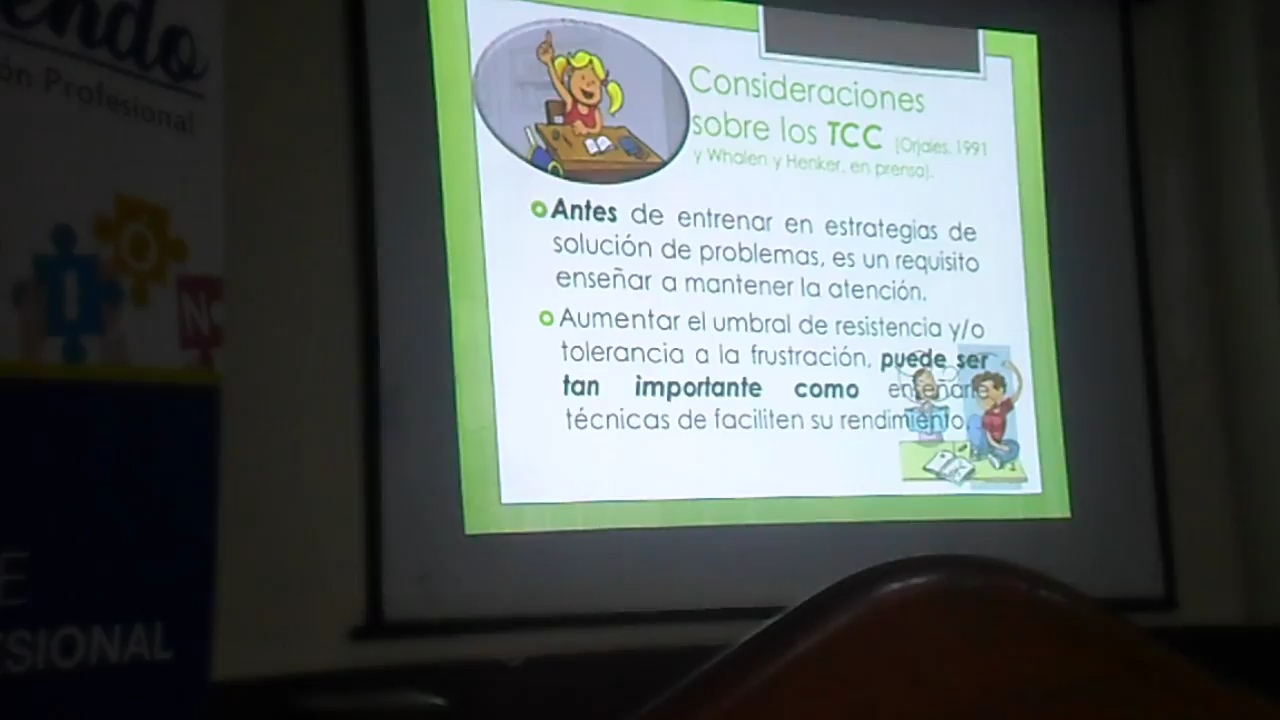 endo
ón Profesional
I
O
N
E
SIONAL
Consideraciones
sobre los TCC (Orjales, 1991
y Whalen y Henker, en prensa).
Antes de entrenar en estrategias de
solución de problemas, es un requisito
enseñar a mantener la atención.
Aumentar el umbral de resistencia y/o
tolerancia a la frustración, puede ser
tan importante como enseñarle
técnicas de faciliten su rendimiento.